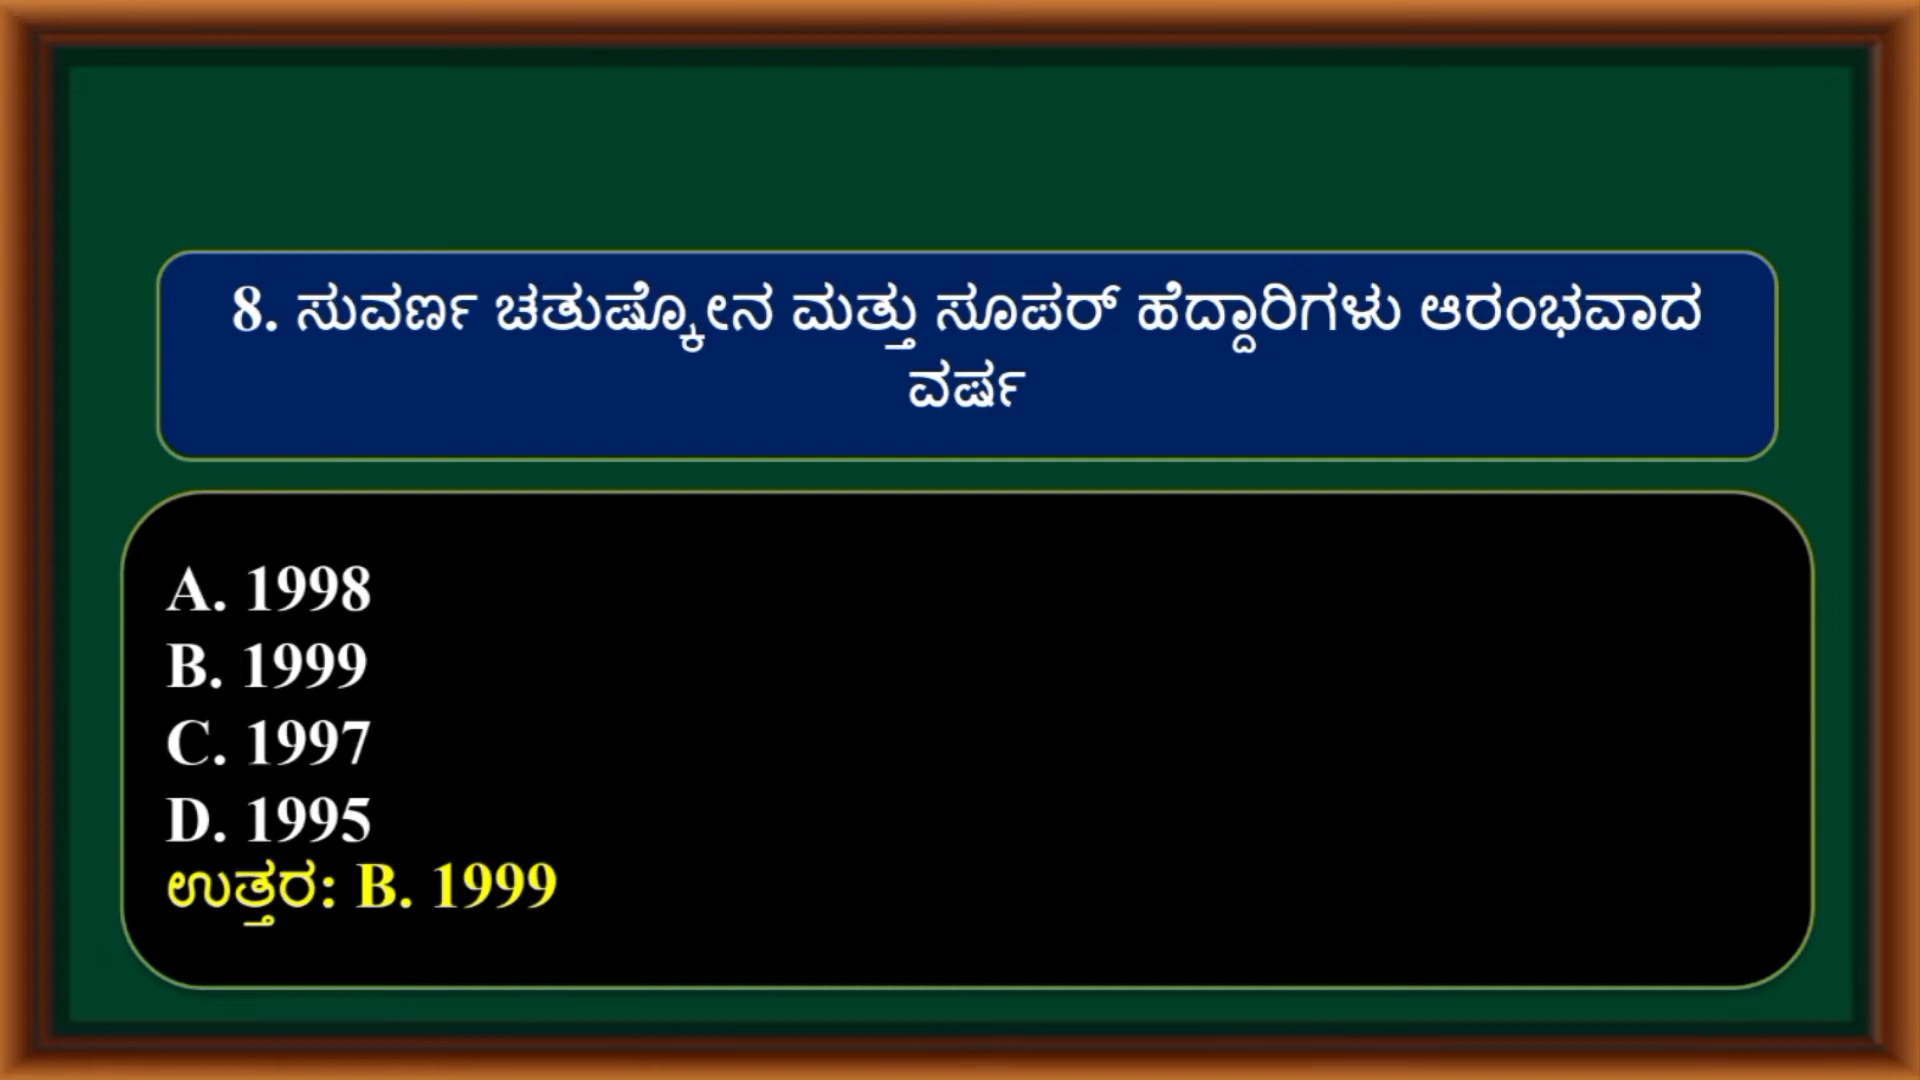 8. ಸುವರ್ಣ ಚತುಷ್ಕೋನ ಮತ್ತು ಸೂಪರ್ ಹೆದ್ದಾರಿಗಳು ಆರಂಭವಾದ
ವರ್ಷ
A. 1998
B. 1999
C. 1997
D. 1995
ಉತ್ತರ: B. 1999